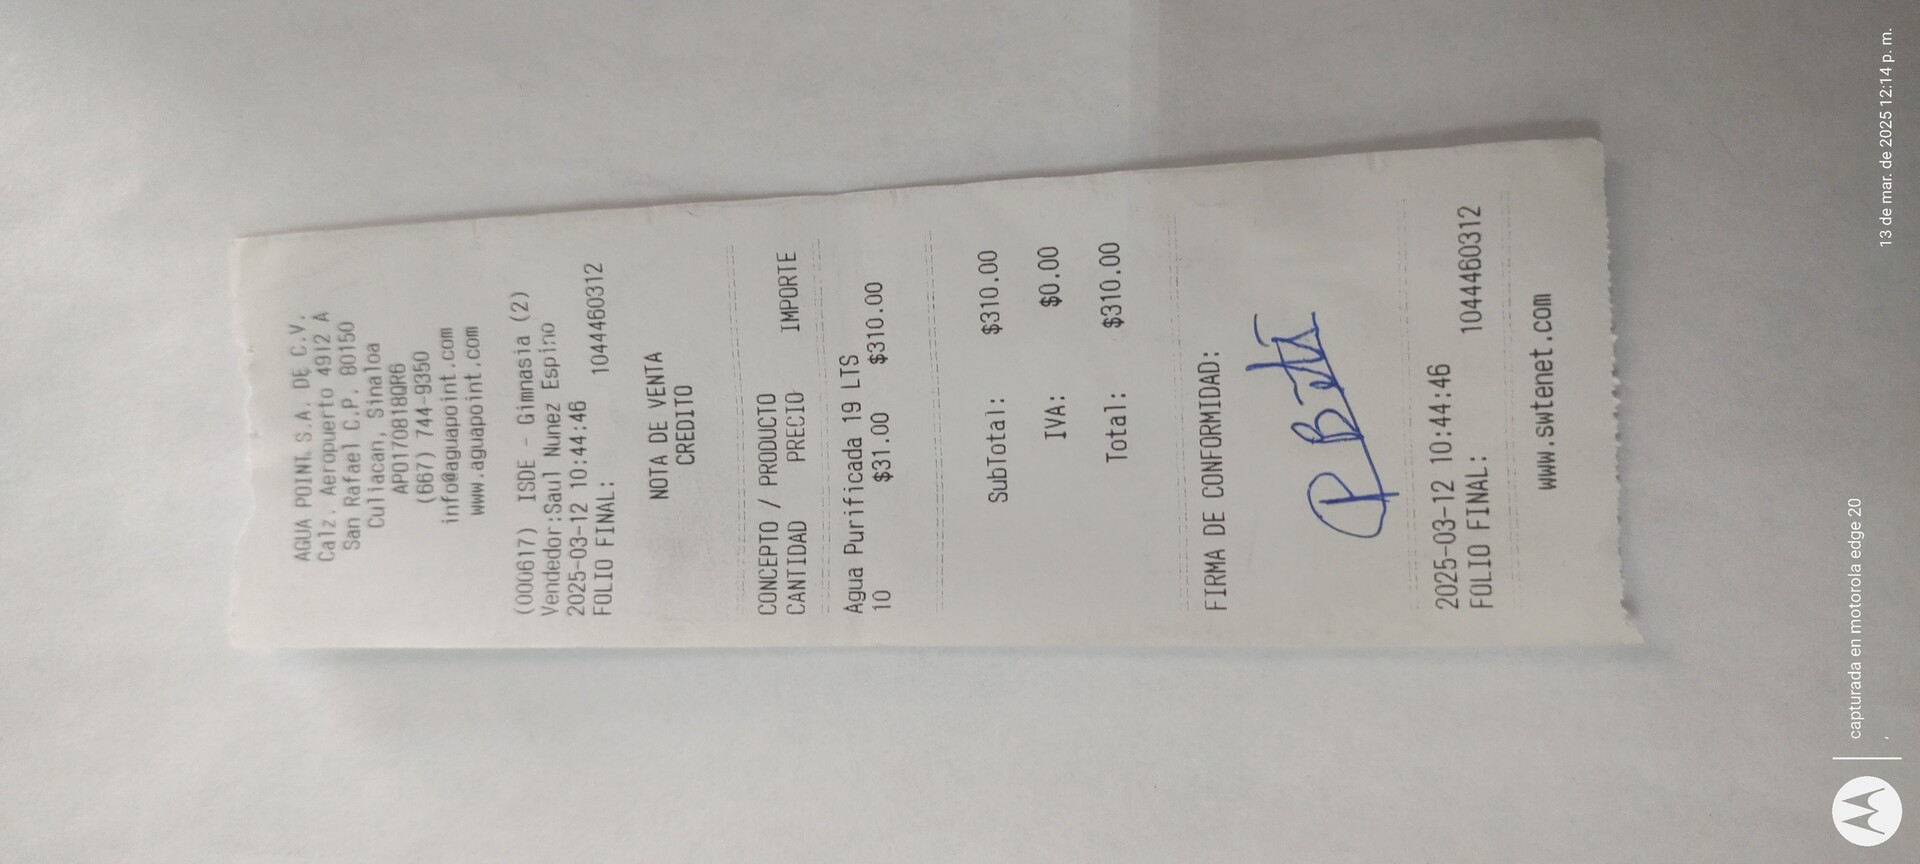 AGUA POINT S.A. DE C.V.
Calz. Aeropuerto 4912 A
San Rafael C.P. 80150
Culiacan, Sinaloa
APO170818QR6
(667) 744-9350
info@aguapoint.com
www.aguapoint.com
(000617) ISDE - Gimnasia (2)
Vendedor:Saul Nunez Espino
2025-03-12 10:44:46
FOLIO FINAL: 1044460312
NOTA DE VENTA
CREDITO
CONCEPTO / PRODUCTO
CANTIDAD PRECIO IMPORTE
Agua Purificada 19 LTS
10 $31.00 $310.00
SubTotal: $310.00
IVA: $0.00
Total: $310.00
FIRMA DE CONFORMIDAD:
2025-03-12 10:44:46
FOLIO FINAL: 1044460312
www.swtenet.com
capturada en motorola edge 20
13 de mar. de 2025 12:14 p. m.